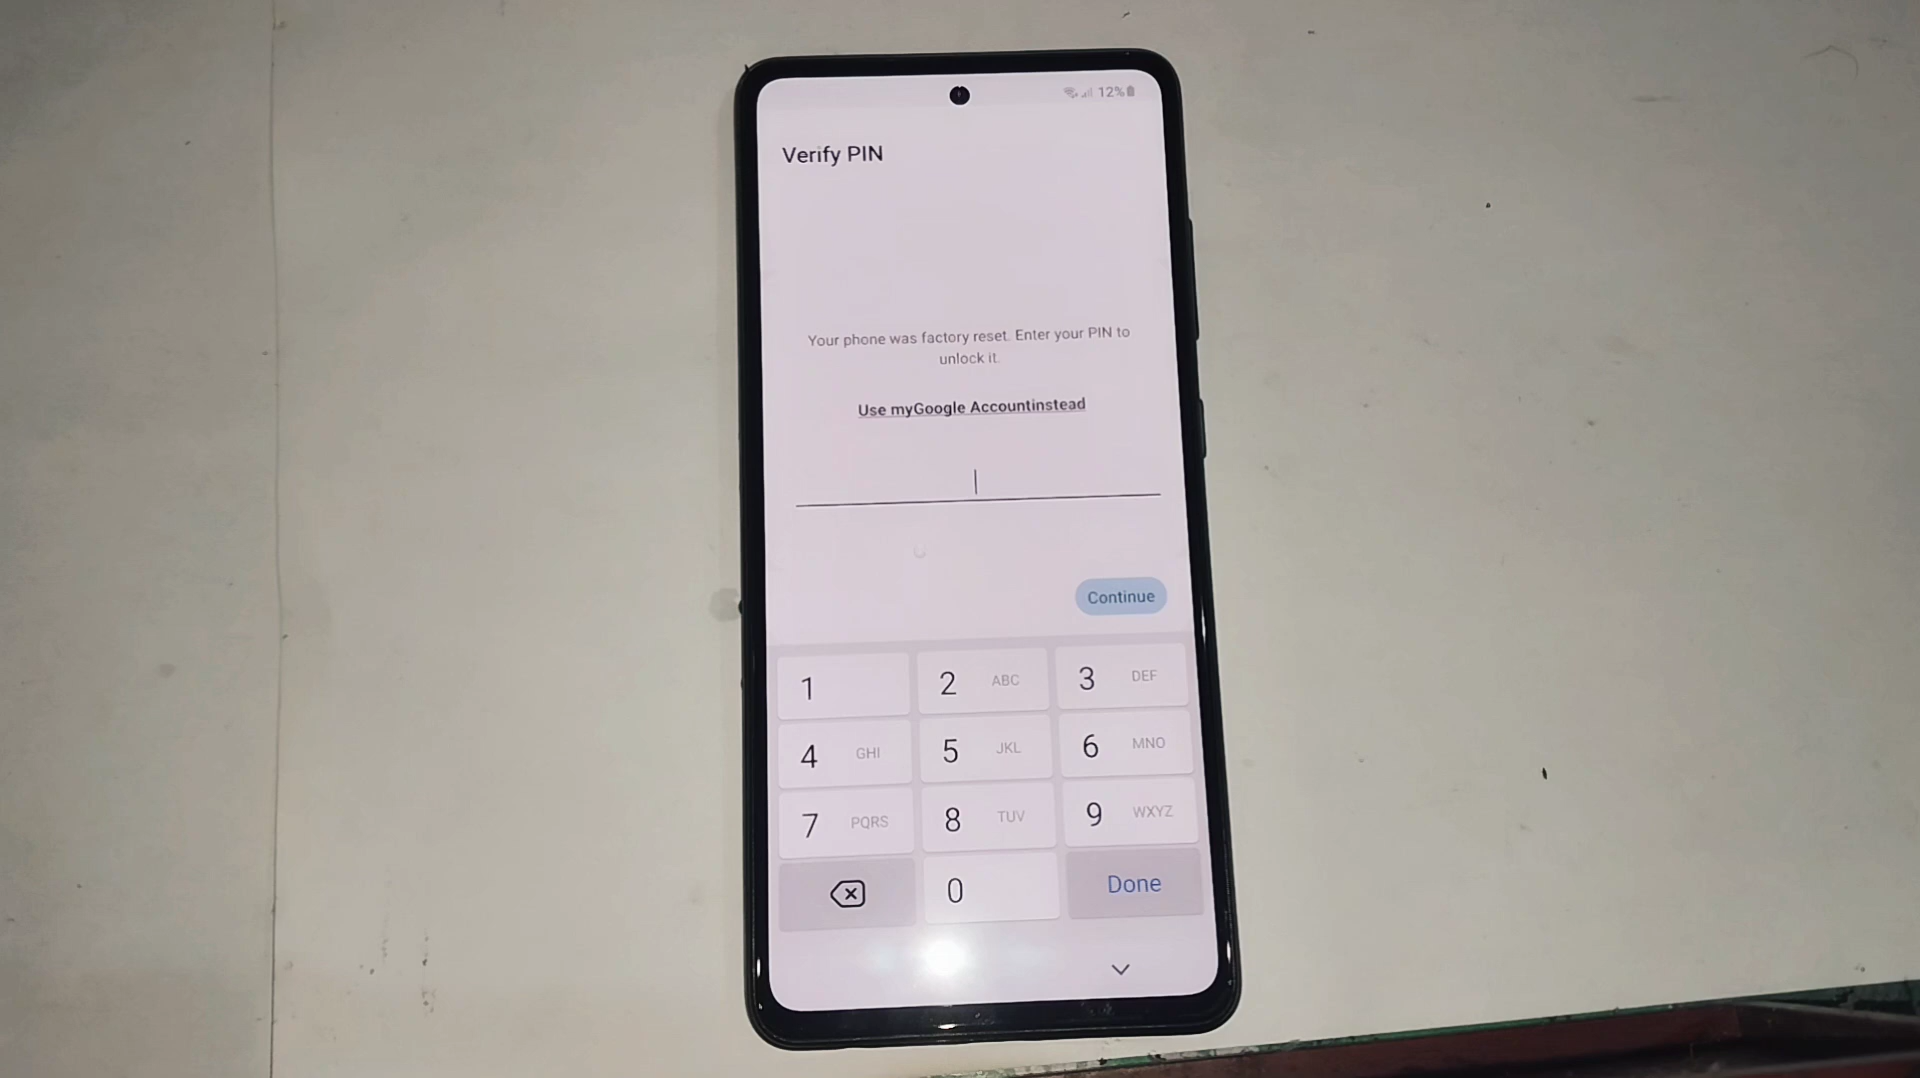 12%
Verify PIN
Your phone was factory reset. Enter your PIN to
unlock it.
Use myGoogle Accountinstead
Continue
1
2 ABC
3 DEF
4 GHI
5 JKL
6 MNO
7 PQRS
8 TUV
9 WXYZ
0
Done